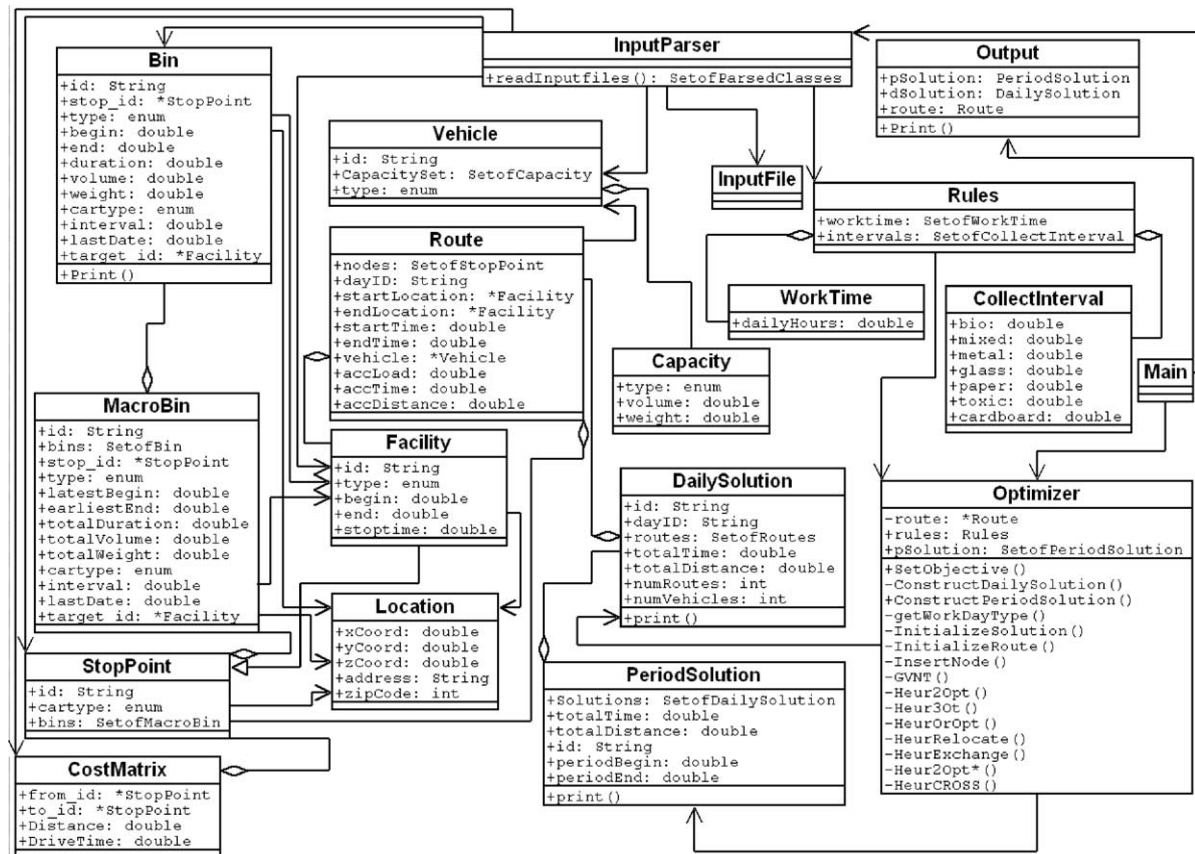 Bin
+id: String
+stop_id: *StopPoint
+type: enum
+begin: double
+end: double
+duration: double
+volume: double
+weight: double
+cartype: enum
+interval: double
+lastDate: double
+target_id: *Facility
+Print()
InputParser
+readInputfiles(): SetofParsedClasses
Output
+pSolution: PeriodSolution
+dSolution: DailySolution
+route: Route
+Print()
Vehicle
+id: String
+CapacitySet: SetofCapacity
+type: enum
InputFile
Rules
+worktime: SetofWorkTime
+intervals: SetofCollectInterval
Route
+nodes: SetofStopPoint
+dayID: String
+startLocation: *Facility
+endLocation: *Facility
+startTime: double
+endTime: double
+vehicle: *Vehicle
+accLoad: double
+accTime: double
+accDistance: double
WorkTime
+dailyHours: double
CollectInterval
+bio: double
+mixed: double
+metal: double
+glass: double
+paper: double
+toxic: double
+cardboard: double
Capacity
+type: enum
+volume: double
+weight: double
Main
MacroBin
+id: String
+bins: SetofBin
+stop_id: *StopPoint
+type: enum
+latestBegin: double
+earliestEnd: double
+totalDuration: double
+totalVolume: double
+totalWeight: double
+cartype: enum
+interval: double
+lastDate: double
+target_id: *Facility
Facility
+id: String
+type: enum
+begin: double
+end: double
+stoptime: double
DailySolution
+id: String
+dayID: String
+routes: SetofRoutes
+totalTime: double
+totalDistance: double
+numRoutes: int
+numVehicles: int
+print()
Optimizer
-route: *Route
+rules: Rules
+pSolution: SetofPeriodSolution
+SetObjective()
-ConstructDailySolution()
+ConstructPeriodSolution()
-getWorkDayType()
-InitializeSolution()
-InitializeRoute()
-InsertNode()
-GVNT()
-Heur2Opt()
-Heur3Ot()
-HeurOrOpt()
-HeurRelocate()
-HeurExchange()
-Heur2Opt*()
-HeurCROSS()
Location
+xCoord: double
+yCoord: double
+zCoord: double
+address: String
+zipCode: int
StopPoint
+id: String
+cartype: enum
+bins: SetofMacroBin
PeriodSolution
+Solutions: SetofDailySolution
+totalTime: double
+totalDistance: double
+id: String
+periodBegin: double
+periodEnd: double
+print()
CostMatrix
+from_id: *StopPoint
+to_id: *StopPoint
+Distance: double
+DriveTime: double